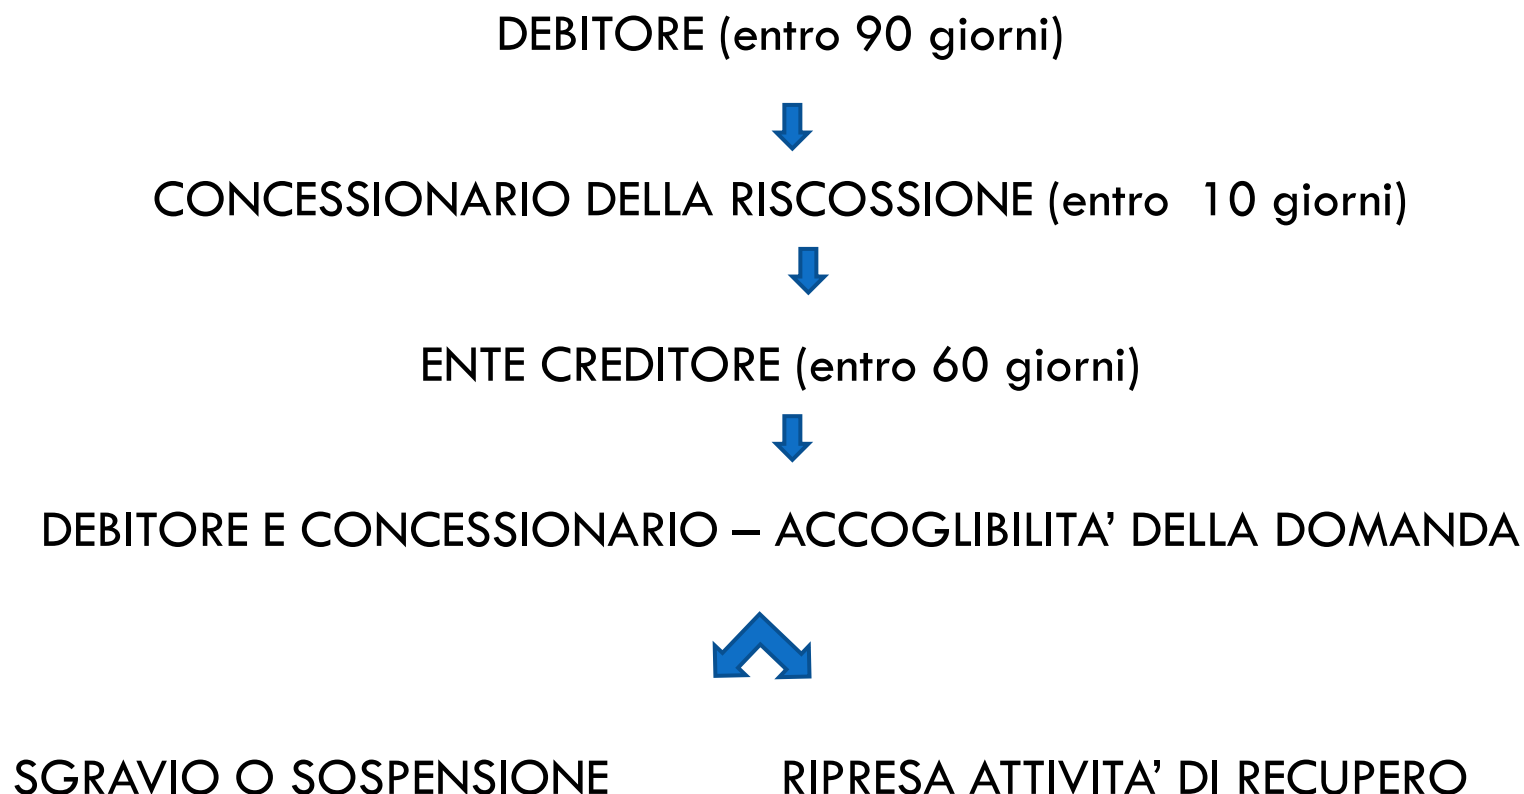 DEBITORE (entro 90 giorni)
CONCESSIONARIO DELLA RISCOSSIONE (entro 10 giorni)
ENTE CREDITORE (entro 60 giorni)
DEBITORE E CONCESSIONARIO – ACCOGLIBILITA’ DELLA DOMANDA
SGRAVIO O SOSPENSIONE RIPRESA ATTIVITA’ DI RECUPERO